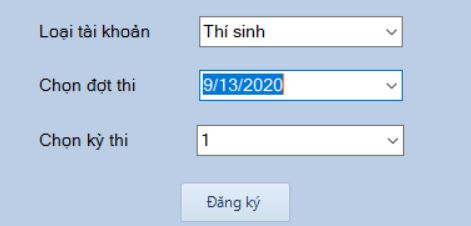 Loại tài khoản Thí sinh
Chọn đợt thi 9/13/2020
Chọn kỳ thi 1
Đăng ký